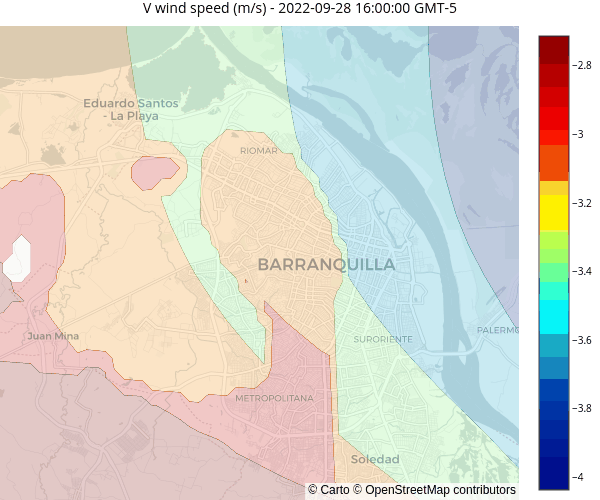 V wind speed (m/s) - 2022-09-28 16:00:00 GMT-5
Eduardo Santos
- La Playa
RIOMAR
BARRANQUILLA
Juan Mina
SURORIENTE
PALERMO
METROPOLITANA
Soledad
−2.8
−3
−3.2
−3.4
−3.6
−3.8
−4
© Carto © OpenStreetMap contributors